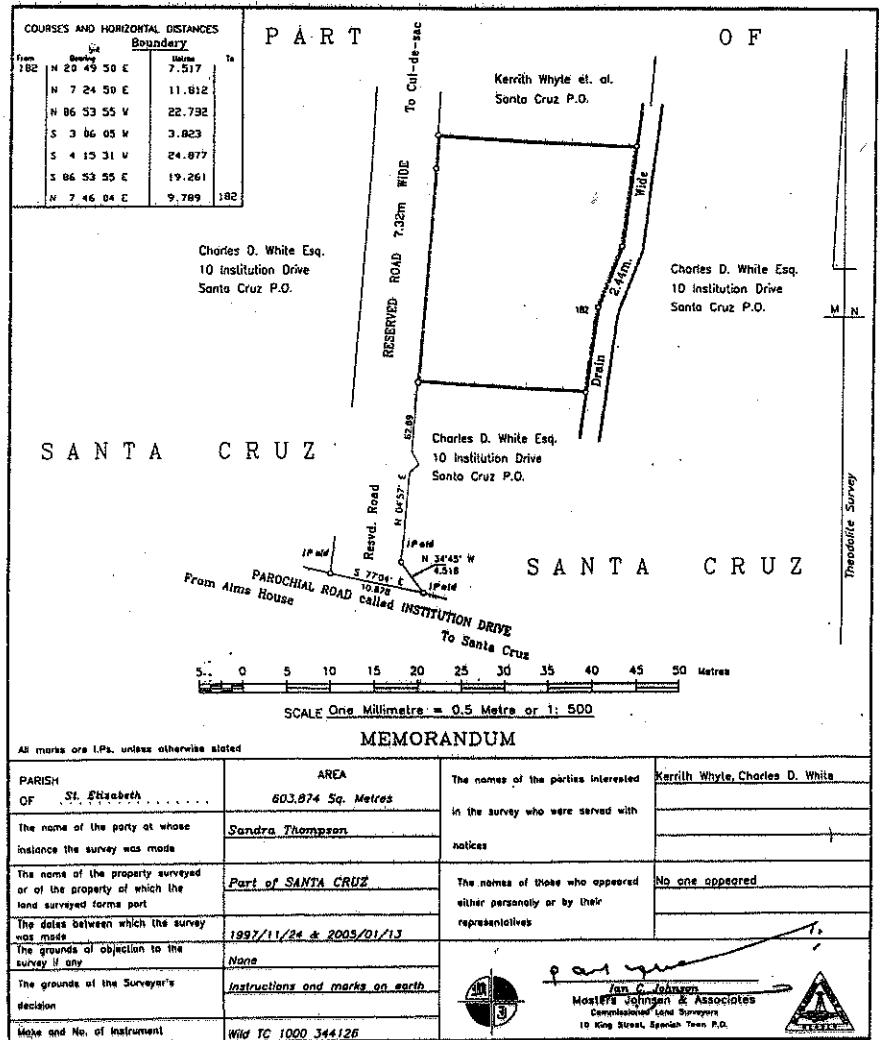 COURSES AND HORIZONTAL DISTANCES
Boundary
From Bearing Metres To
182 N 20 49 50 E 7.517
N 7 24 50 E 11.812
N 86 53 55 W 22.792
S 3 06 05 W 3.823
S 4 15 31 W 24.877
S 86 53 55 E 19.261
N 7 46 04 E 9.789 182
PART OF
To Cul-de-sac
Kerrith Whyte et. al.
Santa Cruz P.O.
RESERVED ROAD 7.32m WIDE
Charles D. White Esq.
10 Institution Drive
Santa Cruz P.O.
Drain 2.44m. Wide
182
Charles D. White Esq.
10 Institution Drive
Santa Cruz P.O.
M N
Theodolite Survey
Charles D. White Esq.
10 Institution Drive
Santa Cruz P.O.
SANTA CRUZ
62.89
N 04°57' E
Resvd. Road
IP old
IP old
N 34°45' W
4.518
IP old
S 77°04' E
10.878
SANTA CRUZ
From Alms House
PAROCHIAL ROAD called INSTITUTION DRIVE
To Santa Cruz
5 0 5 10 15 20 25 30 35 40 45 50 Metres
SCALE One Millimetre = 0.5 Metre or 1: 500
All marks are I.Ps. unless otherwise stated
MEMORANDUM
PARISH
OF St. Elizabeth
AREA
603.874 Sq. Metres
The names of the parties interested
in the survey who were served with
notices
Kerrith Whyte, Charles D. White
The name of the party at whose
instance the survey was made
Sandra Thompson
The name of the property surveyed
or of the property of which the
land surveyed forms part
Part of SANTA CRUZ
The names of those who appeared
either personally or by their
representatives
No one appeared
The dates between which the survey
was made
1997/11/24 & 2005/01/13
The grounds of objection to the
survey if any
None
The grounds of the Surveyor's
decision
Instructions and marks on earth
Make and No. of Instrument
Wild TC 1000 344126
Ian C. Johnson
Masters Johnson & Associates
Commissioned Land Surveyors
10 King Street, Spanish Town P.O.